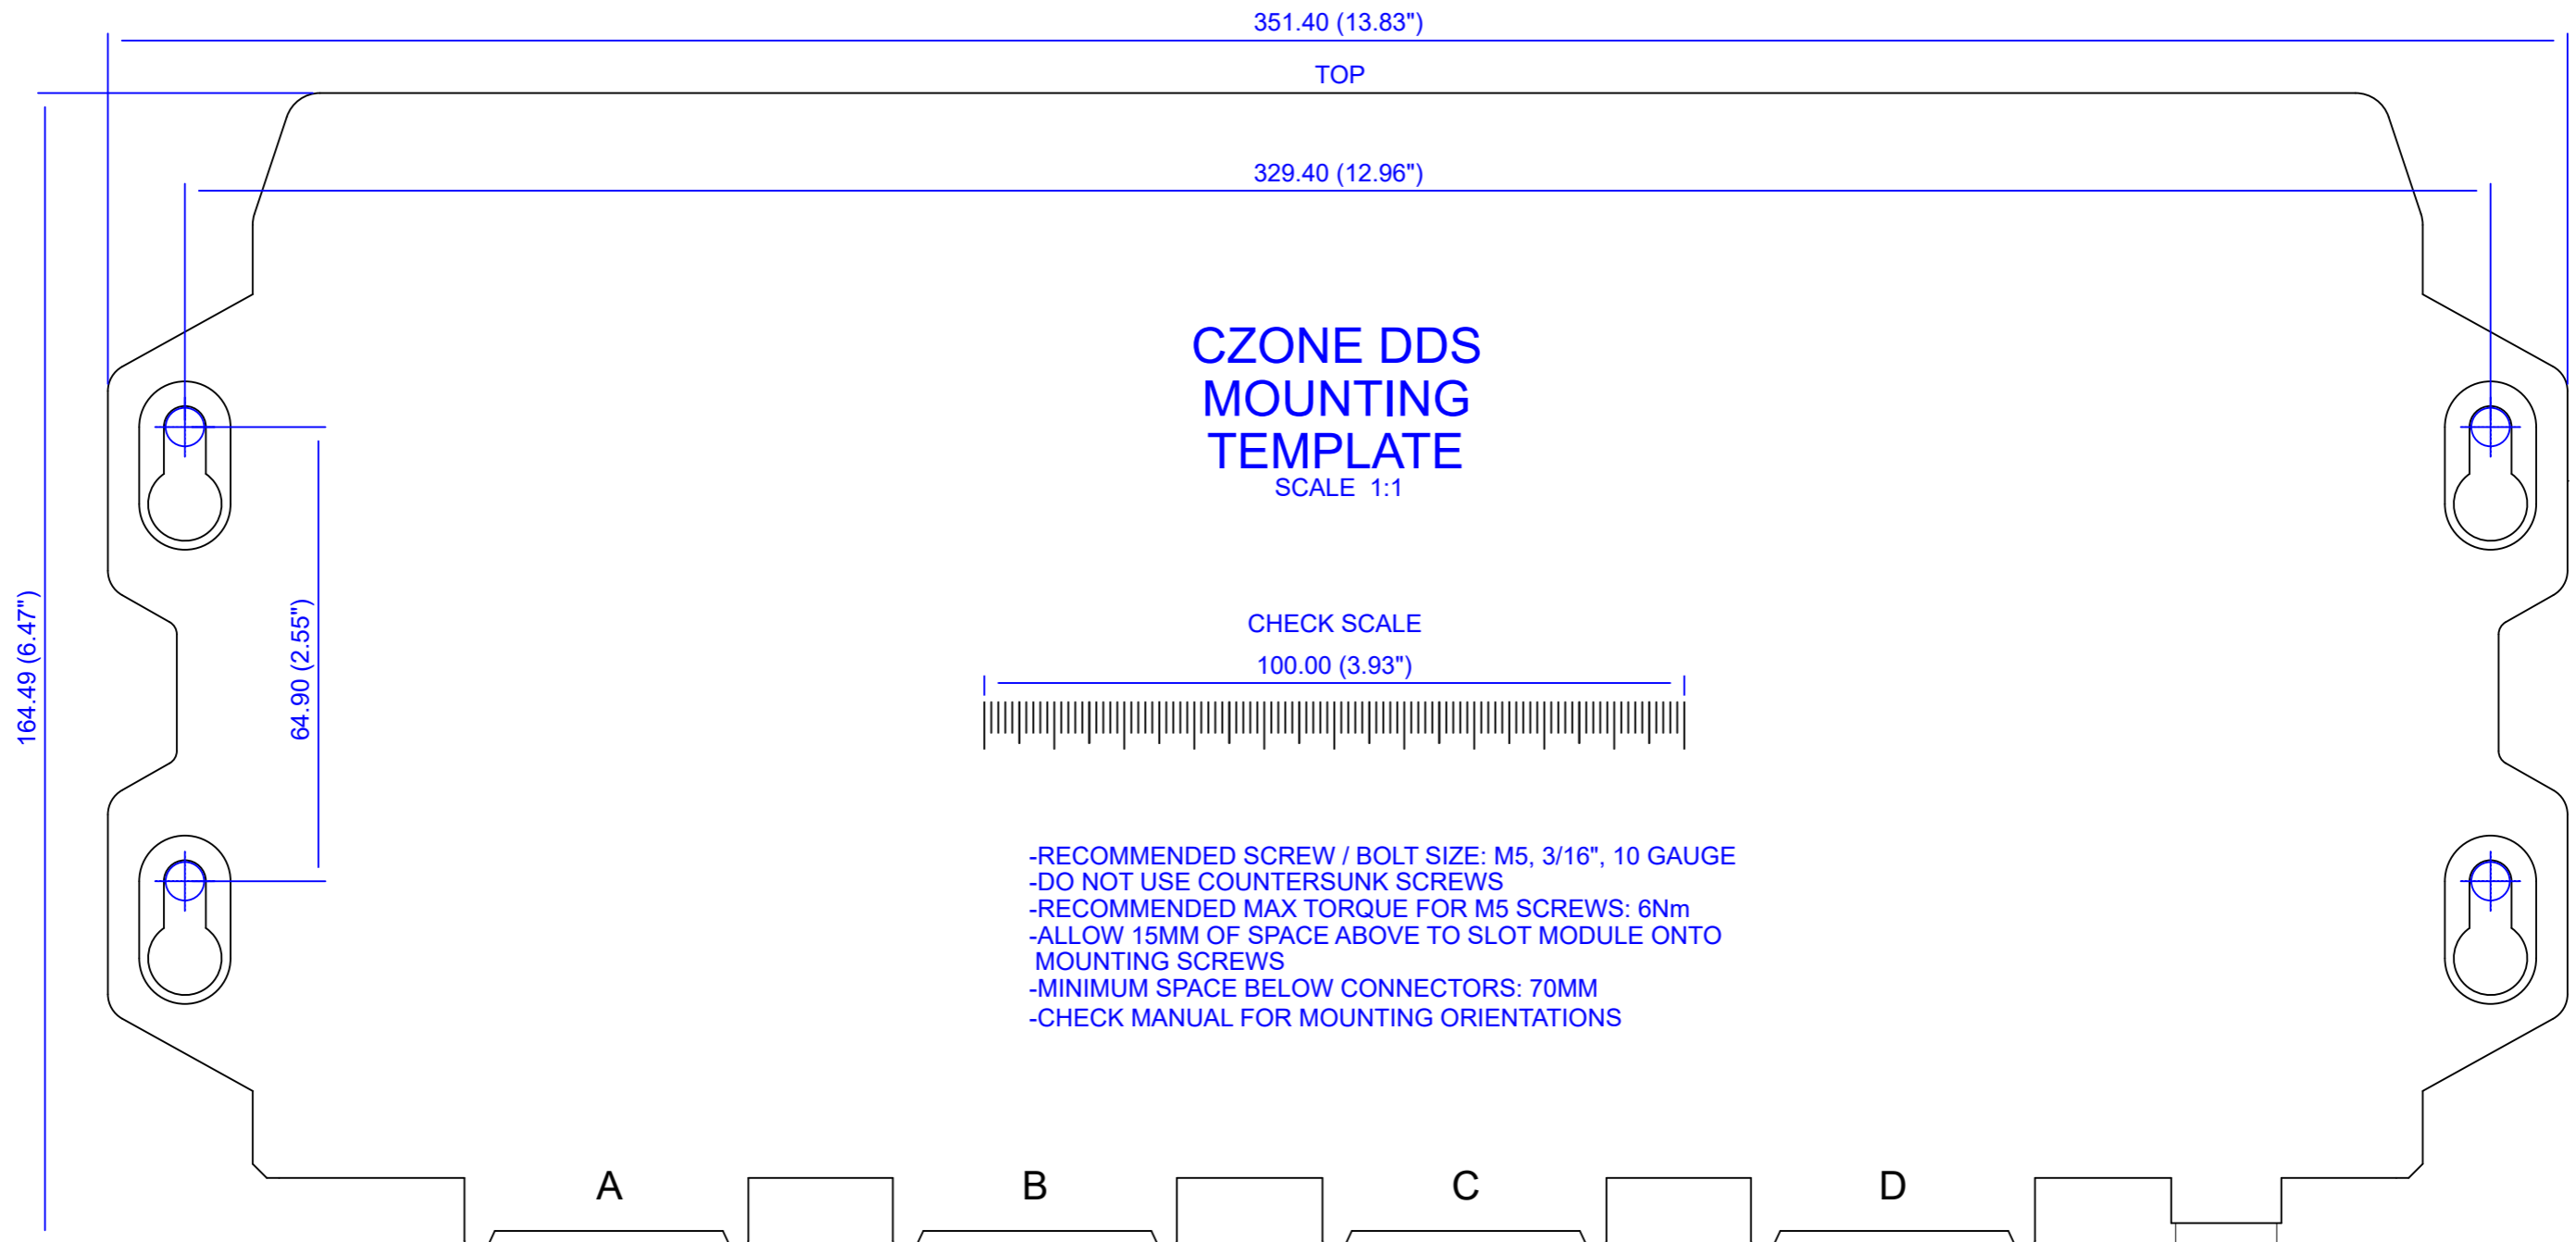 351.40 (13.83")
TOP
329.40 (12.96")
CZONE DDS
MOUNTING
TEMPLATE
SCALE  1:1
164.49 (6.47")
64.90 (2.55")
CHECK SCALE
100.00 (3.93")
-RECOMMENDED SCREW / BOLT SIZE: M5, 3/16", 10 GAUGE
-DO NOT USE COUNTERSUNK SCREWS
-RECOMMENDED MAX TORQUE FOR M5 SCREWS: 6Nm
-ALLOW 15MM OF SPACE ABOVE TO SLOT MODULE ONTO
MOUNTING SCREWS
-MINIMUM SPACE BELOW CONNECTORS: 70MM
-CHECK MANUAL FOR MOUNTING ORIENTATIONS
A B C D